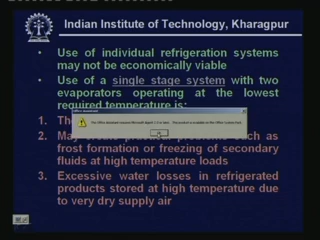 Indian Institute of Technology, Kharagpur
• Use of individual refrigeration systems
may not be economically viable
• Use of a single stage system with two
evaporators operating at the lowest
required temperature is:
1. Th
2. May as
frost formation or freezing of secondary
fluids at high temperature loads
3. Excessive water losses in refrigerated
products stored at high temperature due
to very dry supply air